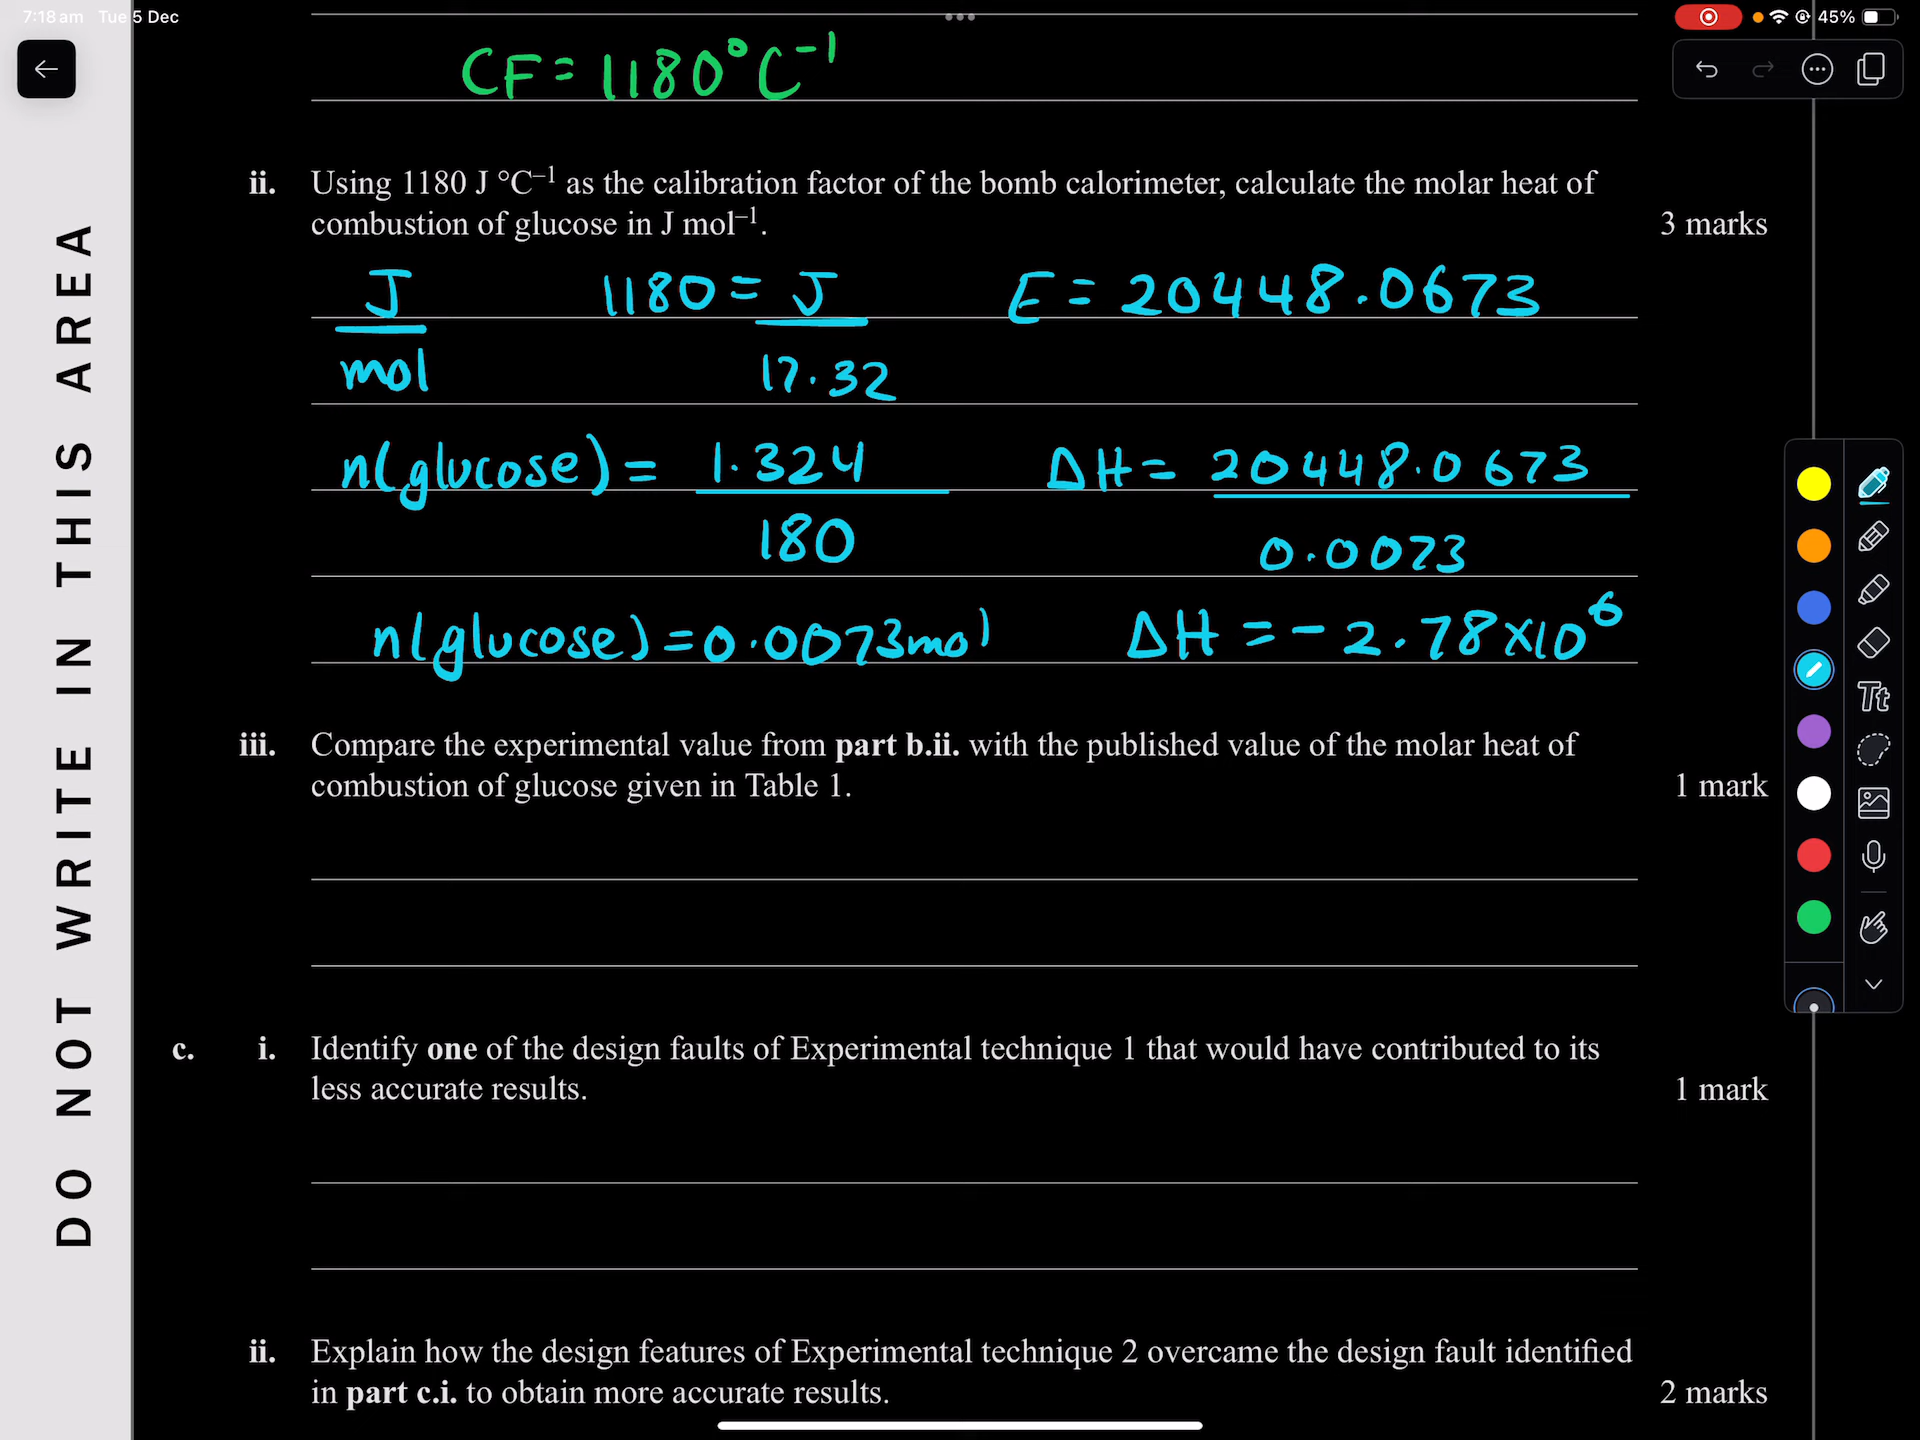 7:18 am Tue 5 Dec
45%
CF = 1180°C⁻¹
ii. Using 1180 J °C⁻¹ as the calibration factor of the bomb calorimeter, calculate the molar heat of
combustion of glucose in J mol⁻¹.
3 marks
J 1180 = J E = 20448.0673
mol 17.32
n(glucose) = 1.324 ΔH = 20448.0673
180 0.0073
n(glucose) = 0.0073mol ΔH = -2.78×10⁶
iii. Compare the experimental value from part b.ii. with the published value of the molar heat of
combustion of glucose given in Table 1.
1 mark
c. i. Identify one of the design faults of Experimental technique 1 that would have contributed to its
less accurate results.
1 mark
ii. Explain how the design features of Experimental technique 2 overcame the design fault identified
in part c.i. to obtain more accurate results.
2 marks
DO NOT WRITE IN THIS AREA
Tt